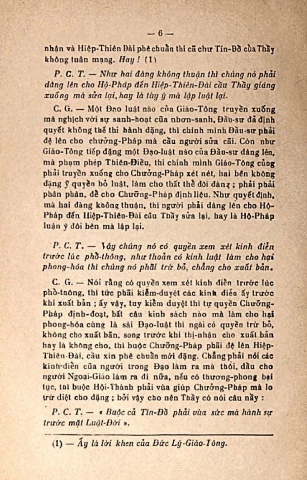 — 6 —
nhận và Hiệp-Thiên Đài phê chuẩn thì cả chư Tín-Đồ của Thầy
không tuân mạng. Hay ! (1)
P. C. T. — Như hai đàng không thuận thì chúng nó phải
dâng lên cho Hộ-Pháp đến Hiệp-Thiên-Đài cầu Thầy giáng
xuống mà sửa lại, hay là tùy ý mà lập luật lại.
C. G. — Một Đạo luật nào của Giáo-Tông truyền xuống
mà nghịch với sự sanh-hoạt của nhơn-sanh, Đầu-sư đã định
quyết không thế thi hành đặng, thì chính mình Đầu-sư phải
đệ lên cho chưởng-Pháp mà cầu người sửa cải. Còn như
Giáo-Tông tiếp đặng một đạo luật nào của Đầu-sư dâng lên,
mà phạm phép Thiên-Điều, thì chính mình Giáo-Tông cũng
phải truyền xuống cho Chưởng-Pháp xét nét, hai bên không
đặng ỷ quyền bỏ luật, làm cho thất thế đôi đàng ; phải phải
phân phân, để cho Chưởng-Pháp định liệu. Như quyết định,
mà hai đàng không thuận, thì người phải dâng lên cho Hộ-
Pháp đến Hiệp-Thiên-Đài cầu Thầy sửa lại, hay là Hộ-Pháp
luận ý đôi bên mà lập lại.
P. C. T. — Vậy chúng nó có quyền xem xét kinh điển
trước lúc phổ-thông, như thoản có kinh luật làm cho hại
phong-hóa thì chúng nó phải trừ bỏ, chẳng cho xuất bản.
C. G. — Nói rằng có quyền xem xét kinh điển trước lúc
phổ-thông, thì tức phải kiểm-duyệt các kinh điển ấy trước
khi xuất bản ; ấy vậy, tuy kiểm duyệt thì tự quyền Chưởng-
Pháp định-đoạt, bất câu kinh sách nào mà làm cho hại
phong-hóa cùng là sái Đạo-luật thì ngài có quyền trừ bỏ,
không cho xuất bản, song trước khi thị-nhận cho xuất bản
hay là không cho, thì buộc Chưởng-Pháp phải đệ lên Hiệp-
Thiên-Đài, cầu xin phê chuẩn mới đặng. Chẳng phải nói các
kinh-điển của người trong Đạo làm ra mà thôi, dầu cho
người Ngoại-Giáo làm ra đi nữa, nếu có thương-phong bại
tục, thì buộc Hội-Thánh phải vùa giúp Chưởng-Pháp mà lo
trừ diệt cho đặng ; bởi vậy cho nên Thầy có nói câu nầy :
P. C. T. — « Buộc cả Tín-Đồ phải vùa sức mà hành sự
trước mặt Luật-Đời ».
(1) — Ấy là lời khen của Đức Lý-Giáo-Tông.